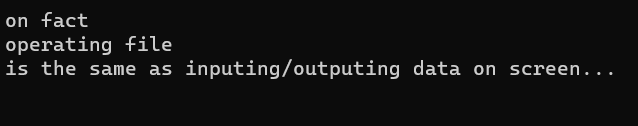 on fact
operating file
is the same as inputing/outputing data on screen...